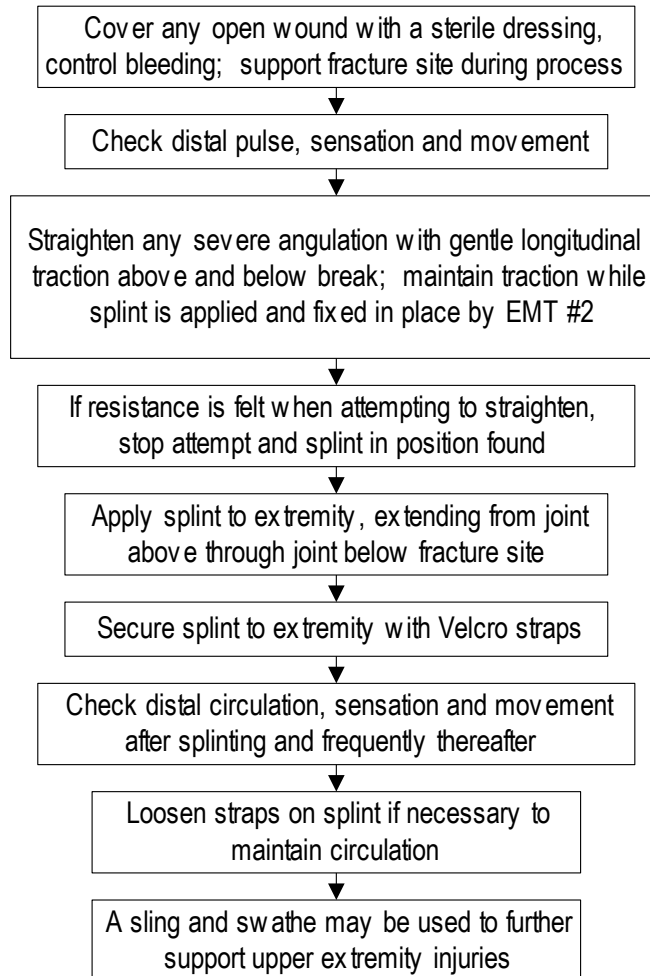 Cover any open wound with a sterile dressing,
control bleeding; support fracture site during process
Check distal pulse, sensation and movement
Straighten any severe angulation with gentle longitudinal
traction above and below break; maintain traction while
splint is applied and fixed in place by EMT #2
If resistance is felt when attempting to straighten,
stop attempt and splint in position found
Apply splint to extremity, extending from joint
above through joint below fracture site
Secure splint to extremity with Velcro straps
Check distal circulation, sensation and movement
after splinting and frequently thereafter
Loosen straps on splint if necessary to
maintain circulation
A sling and swathe may be used to further
support upper extremity injuries